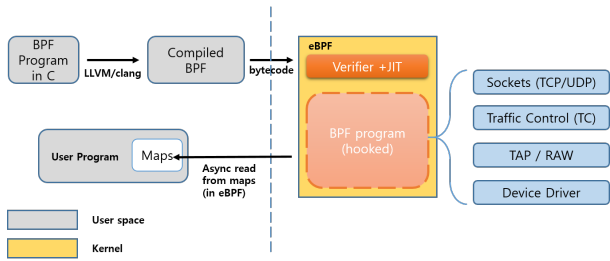 BPF
Program
in C
LLVM/clang
Compiled
BPF
bytecode
eBPF
Verifier +JIT
BPF program
(hooked)
Sockets (TCP/UDP)
Traffic Control (TC)
TAP / RAW
Device Driver
User Program
Maps
Async read
from maps
(in eBPF)
User space
Kernel